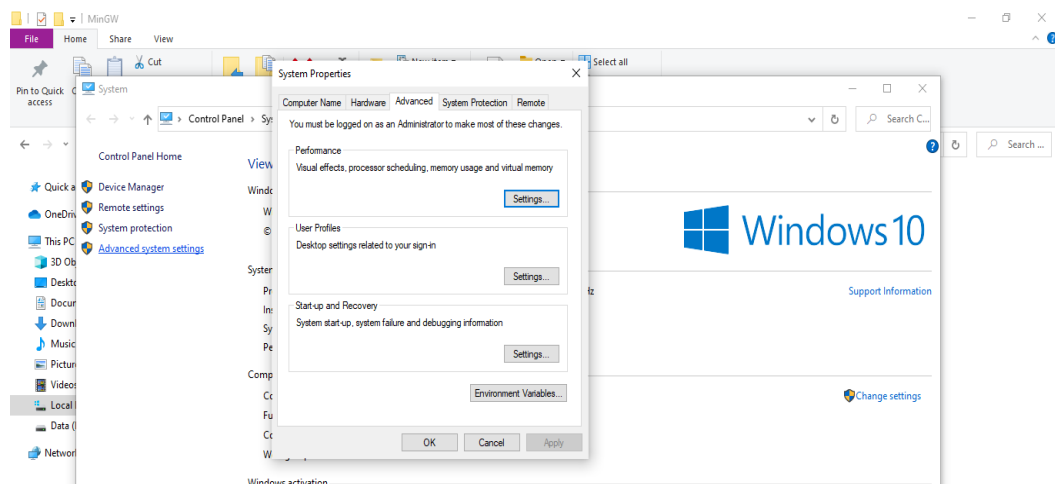 MinGW
File Home Share View
Cut
Select all
Pin to Quick
access
System
Control Panel
Search C...
Search ...
System Properties
Computer Name Hardware Advanced System Protection Remote
You must be logged on as an Administrator to make most of these changes.
Performance
Visual effects, processor scheduling, memory usage and virtual memory
Settings...
User Profiles
Desktop settings related to your sign-in
Settings...
Start-up and Recovery
System start-up, system failure and debugging information
Settings...
Environment Variables...
OK Cancel Apply
Control Panel Home
Device Manager
Remote settings
System protection
Advanced system settings
View
Windows 10
Support Information
Change settings
Windows activation
Quick a
OneDriv
This PC
3D Ob
Deskto
Docur
Downl
Music
Pictur
Videos
Local
Data (
Networ